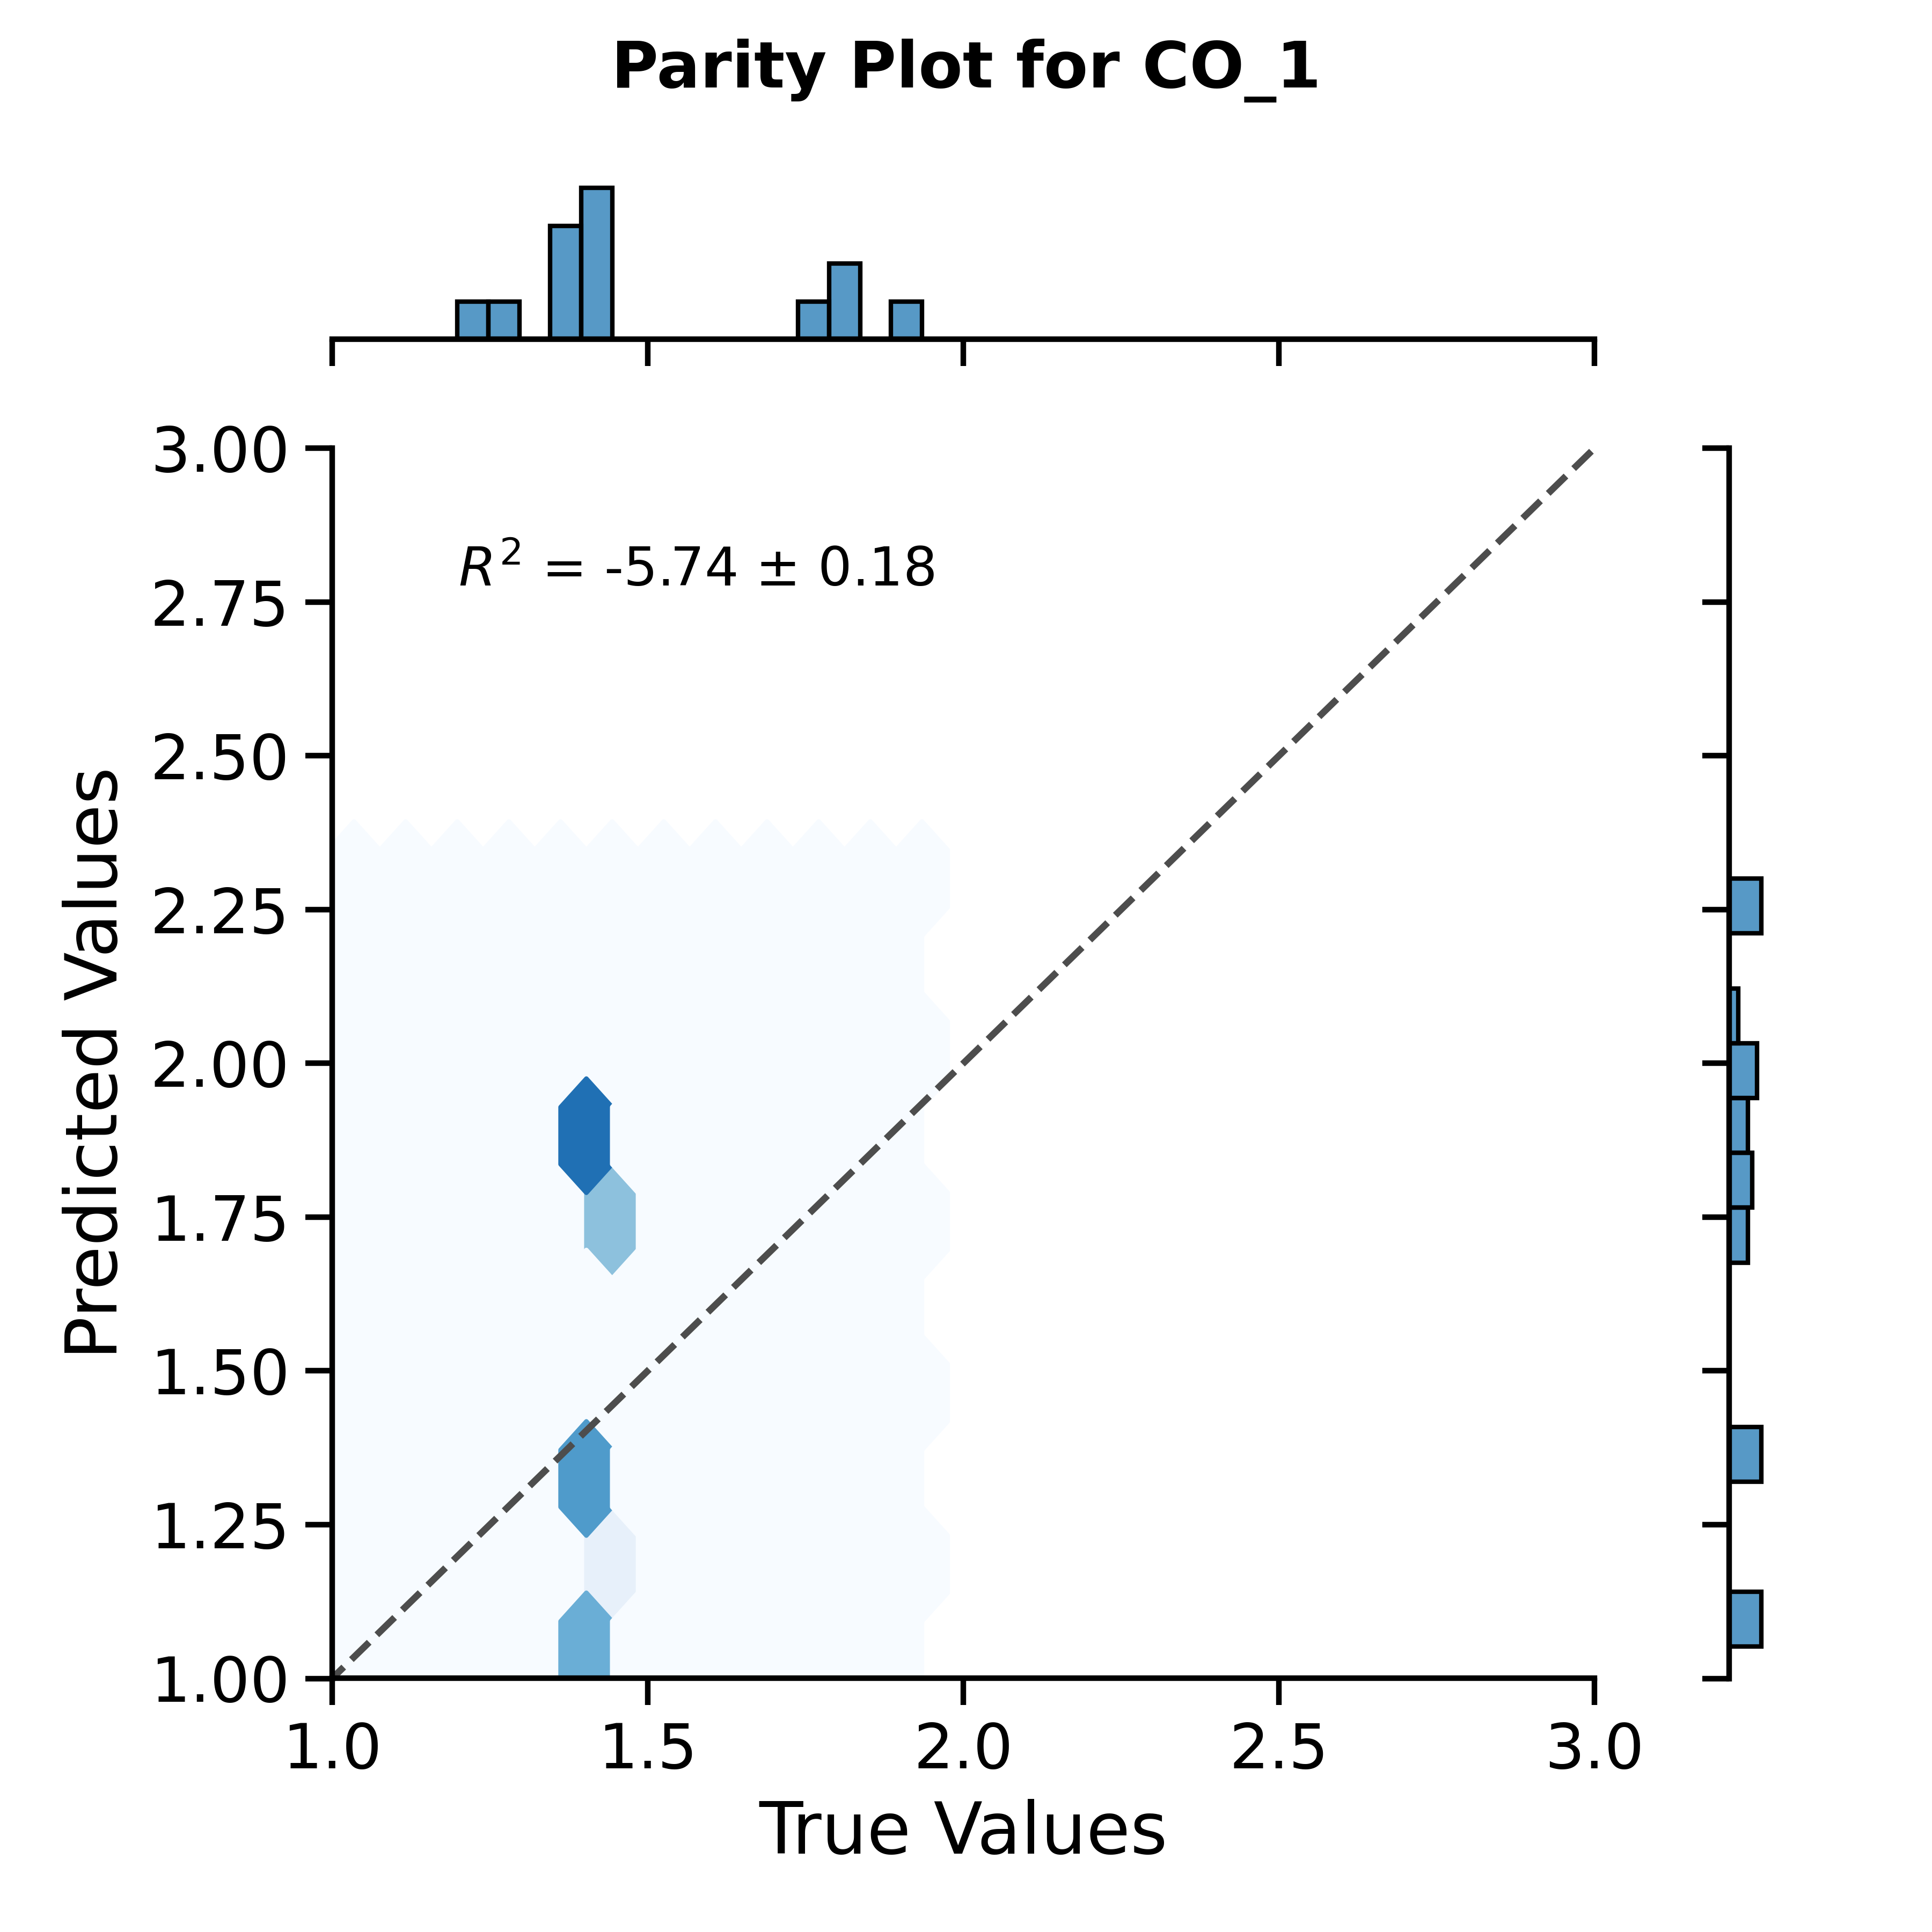 Parity Plot for CO_1
R² = -5.74 ± 0.18
Predicted Values
3.00
2.75
2.50
2.25
2.00
1.75
1.50
1.25
1.00
1.0 1.5 2.0 2.5 3.0
True Values